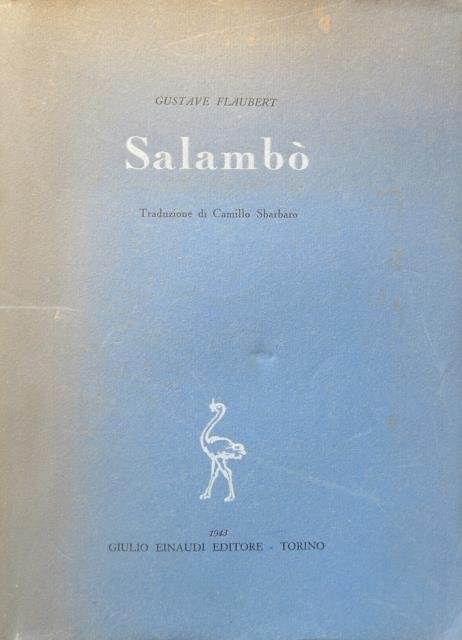 GUSTAVE FLAUBERT
Salambò
Traduzione di Camillo Sbarbaro
1943
GIULIO EINAUDI EDITORE - TORINO